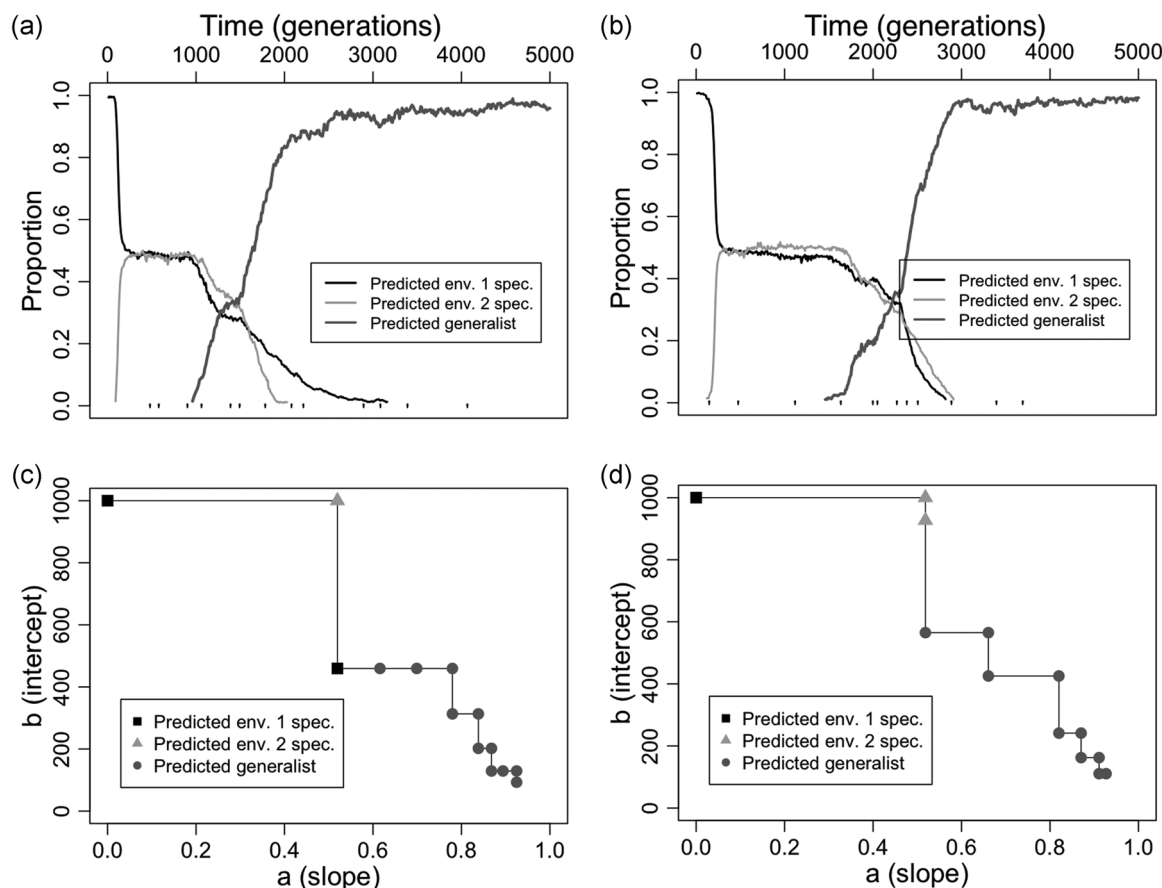 (a)
Time (generations)
0 1000 2000 3000 4000 5000
Proportion
0.0 0.2 0.4 0.6 0.8 1.0
Predicted env. 1 spec.
Predicted env. 2 spec.
Predicted generalist
(b)
Time (generations)
0 1000 2000 3000 4000 5000
Proportion
0.0 0.2 0.4 0.6 0.8 1.0
Predicted env. 1 spec.
Predicted env. 2 spec.
Predicted generalist
(c)
b (intercept)
0 200 400 600 800 1000
Predicted env. 1 spec.
Predicted env. 2 spec.
Predicted generalist
0.0 0.2 0.4 0.6 0.8 1.0
a (slope)
(d)
b (intercept)
0 200 400 600 800 1000
Predicted env. 1 spec.
Predicted env. 2 spec.
Predicted generalist
0.0 0.2 0.4 0.6 0.8 1.0
a (slope)